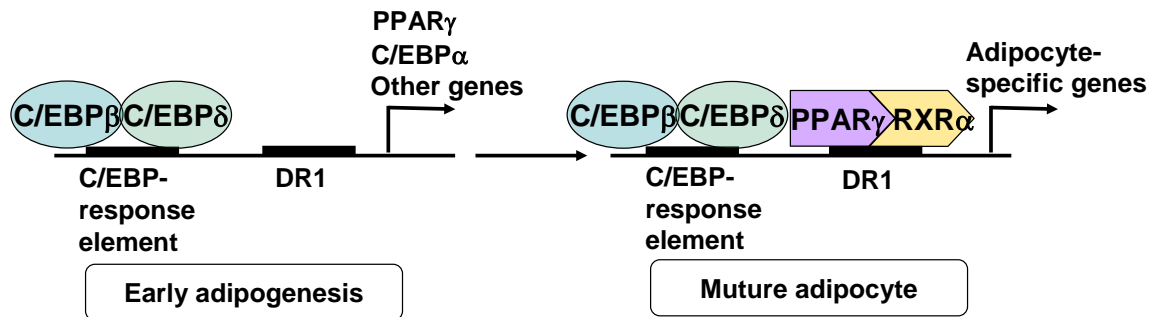 PPARγ
C/EBPα
Other genes
C/EBPβ C/EBPδ
C/EBP-
response
element
DR1
Early adipogenesis
Adipocyte-
specific genes
C/EBPβ C/EBPδ PPARγ RXRα
C/EBP-
response
element
DR1
Muture adipocyte